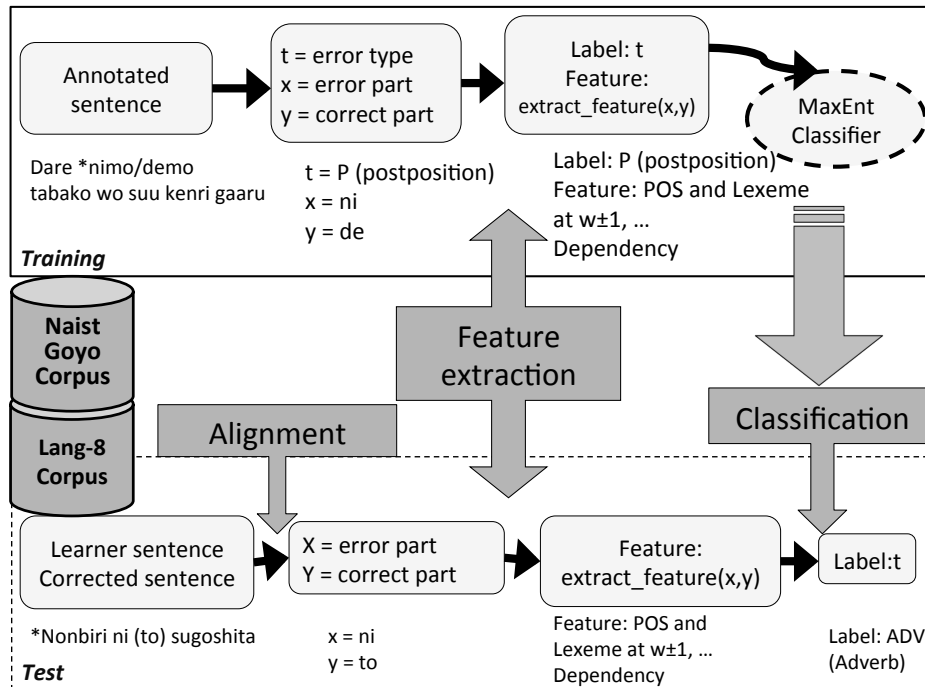 Annotated
sentence
t = error type
x = error part
y = correct part
Label: t
Feature:
extract_feature(x,y)
MaxEnt
Classifier
Dare *nimo/demo
tabako wo suu kenri gaaru
t = P (postposition)
x = ni
y = de
Label: P (postposition)
Feature: POS and Lexeme
at w±1, ...
Dependency
Training
Naist
Goyo
Corpus
Lang-8
Corpus
Alignment
Feature
extraction
Classification
Learner sentence
Corrected sentence
X = error part
Y = correct part
Feature:
extract_feature(x,y)
Label:t
*Nonbiri ni (to) sugoshita
x = ni
y = to
Feature: POS and
Lexeme at w±1, ...
Dependency
Label: ADV
(Adverb)
Test